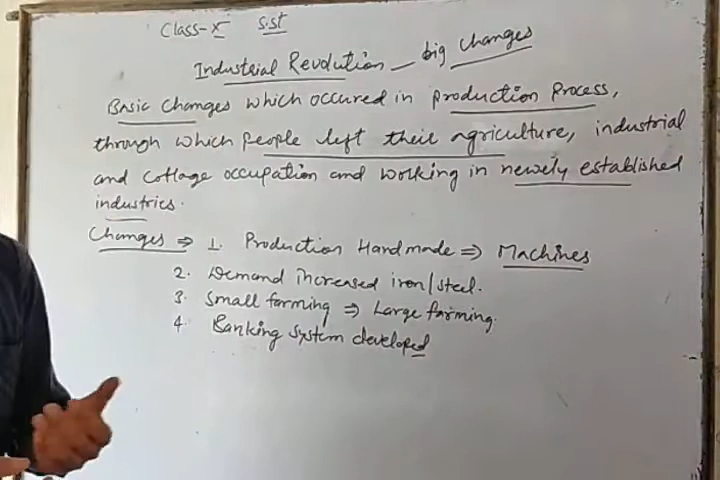 Class-X S.St
Industrial Revolution - big Changes
Basic Changes which occured in production Process,
through which people left their agriculture, industrial
and cottage occupation and working in newely established
industries.
Changes ⇒ 1. Production Handmade ⇒ Machines
2. Demand increased iron/steel.
3. Small farming ⇒ Large farming.
4. Banking System developed